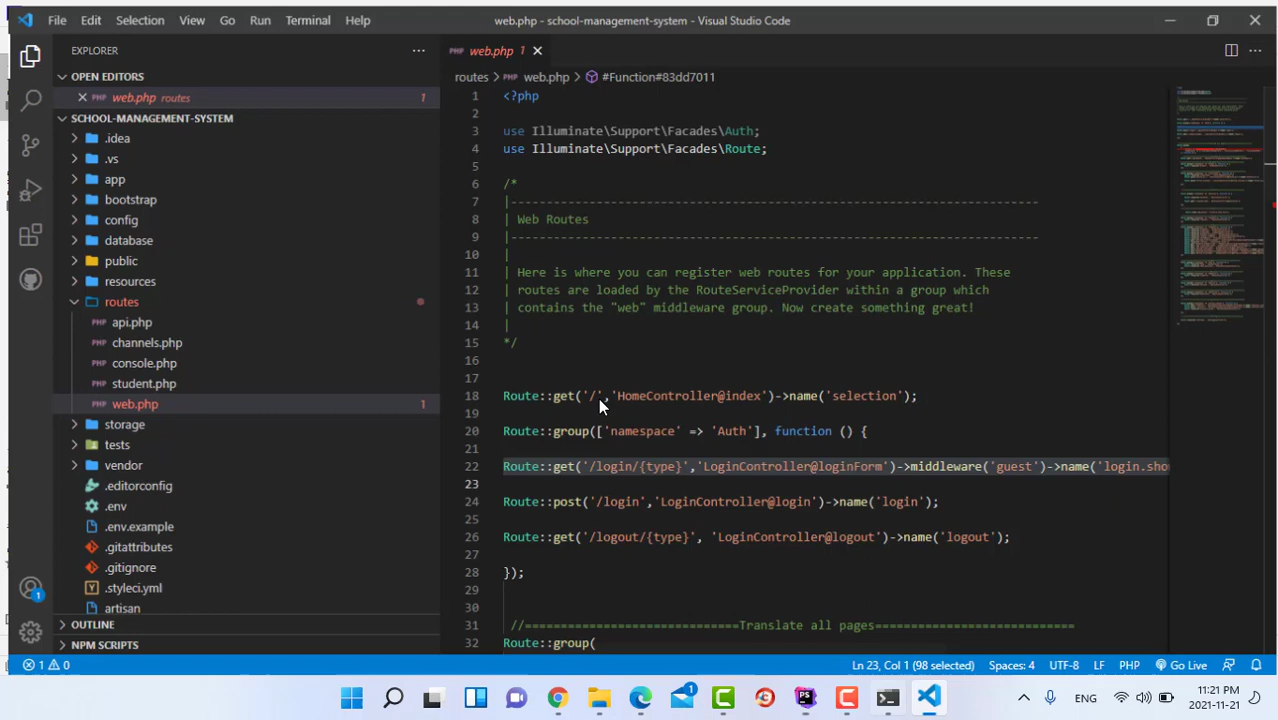 File Edit Selection View Go Run Terminal Help
web.php - school-management-system - Visual Studio Code
EXPLORER
OPEN EDITORS
web.php routes 1
SCHOOL-MANAGEMENT-SYSTEM
.idea
.vs
app
bootstrap
config
database
public
resources
routes
api.php
channels.php
console.php
student.php
web.php 1
storage
tests
vendor
.editorconfig
.env
.env.example
.gitattributes
.gitignore
.styleci.yml
artisan
OUTLINE
NPM SCRIPTS
web.php 1
routes > web.php > #Function#83dd7011
1 <?php
2
3 use Illuminate\Support\Facades\Auth;
4 use Illuminate\Support\Facades\Route;
5
6 /*
7 |--------------------------------------------------------------------------
8 | Web Routes
9 |--------------------------------------------------------------------------
10 |
11 | Here is where you can register web routes for your application. These
12 | routes are loaded by the RouteServiceProvider within a group which
13 | contains the "web" middleware group. Now create something great!
14 |
15 */
16
17
18 Route::get('/','HomeController@index')->name('selection');
19
20 Route::group(['namespace' => 'Auth'], function () {
21
22 Route::get('/login/{type}','LoginController@loginForm')->middleware('guest')->name('login.sho
23
24 Route::post('/login','LoginController@login')->name('login');
25
26 Route::get('/logout/{type}', 'LoginController@logout')->name('logout');
27
28 });
29
30
31 //==============================Translate all pages============================
32 Route::group(
1 0
Ln 23, Col 1 (98 selected) Spaces: 4 UTF-8 LF PHP Go Live
1
1
ENG
11:21 PM
2021-11-21